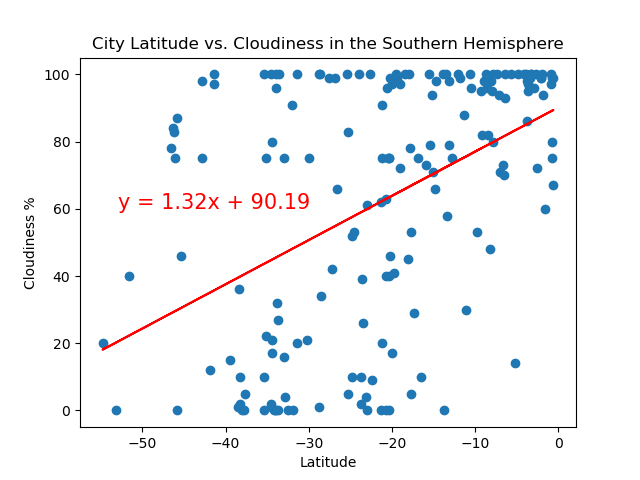 City Latitude vs. Cloudiness in the Southern Hemisphere
100
80
60
40
20
0
Cloudiness %
y = 1.32x + 90.19
−50 −40 −30 −20 −10 0
Latitude